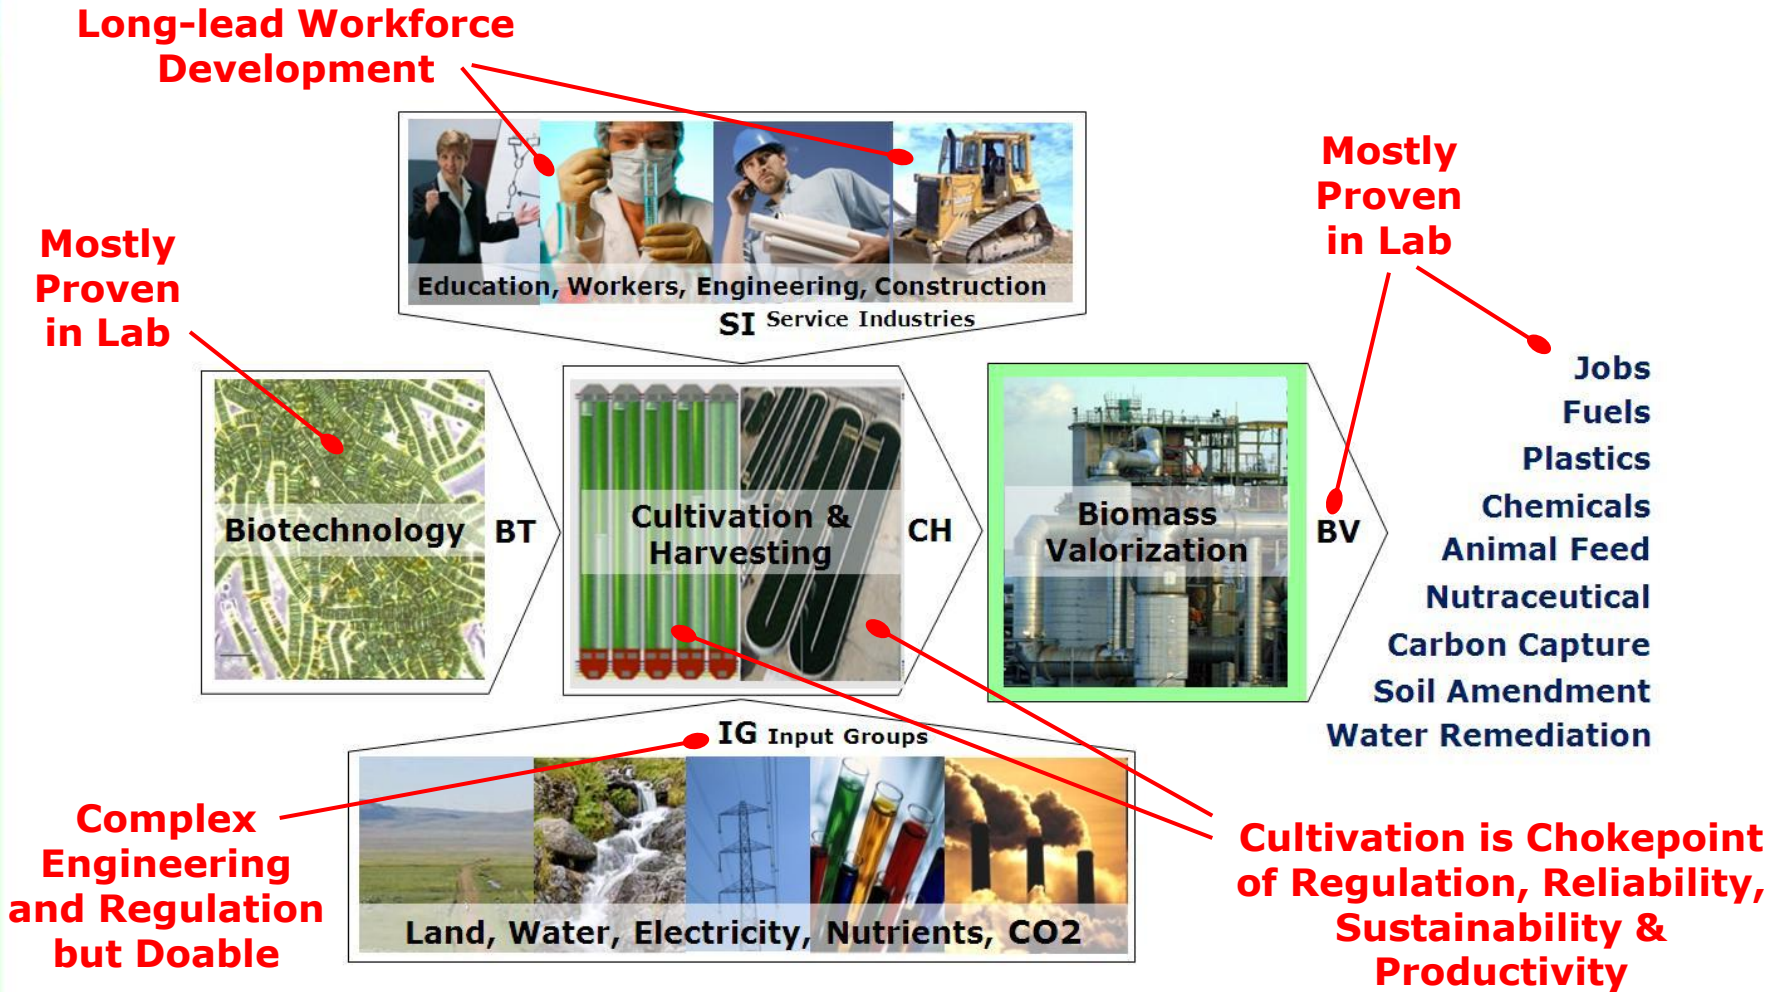 Long-lead Workforce
Development
Education, Workers, Engineering, Construction
SI Service Industries
Mostly
Proven
in Lab
Mostly
Proven
in Lab
Biotechnology
BT
Cultivation &
Harvesting
CH
Biomass
Valorization
BV
Jobs
Fuels
Plastics
Chemicals
Animal Feed
Nutraceutical
Carbon Capture
Soil Amendment
Water Remediation
IG Input Groups
Land, Water, Electricity, Nutrients, CO2
Complex
Engineering
and Regulation
but Doable
Cultivation is Chokepoint
of Regulation, Reliability,
Sustainability &
Productivity